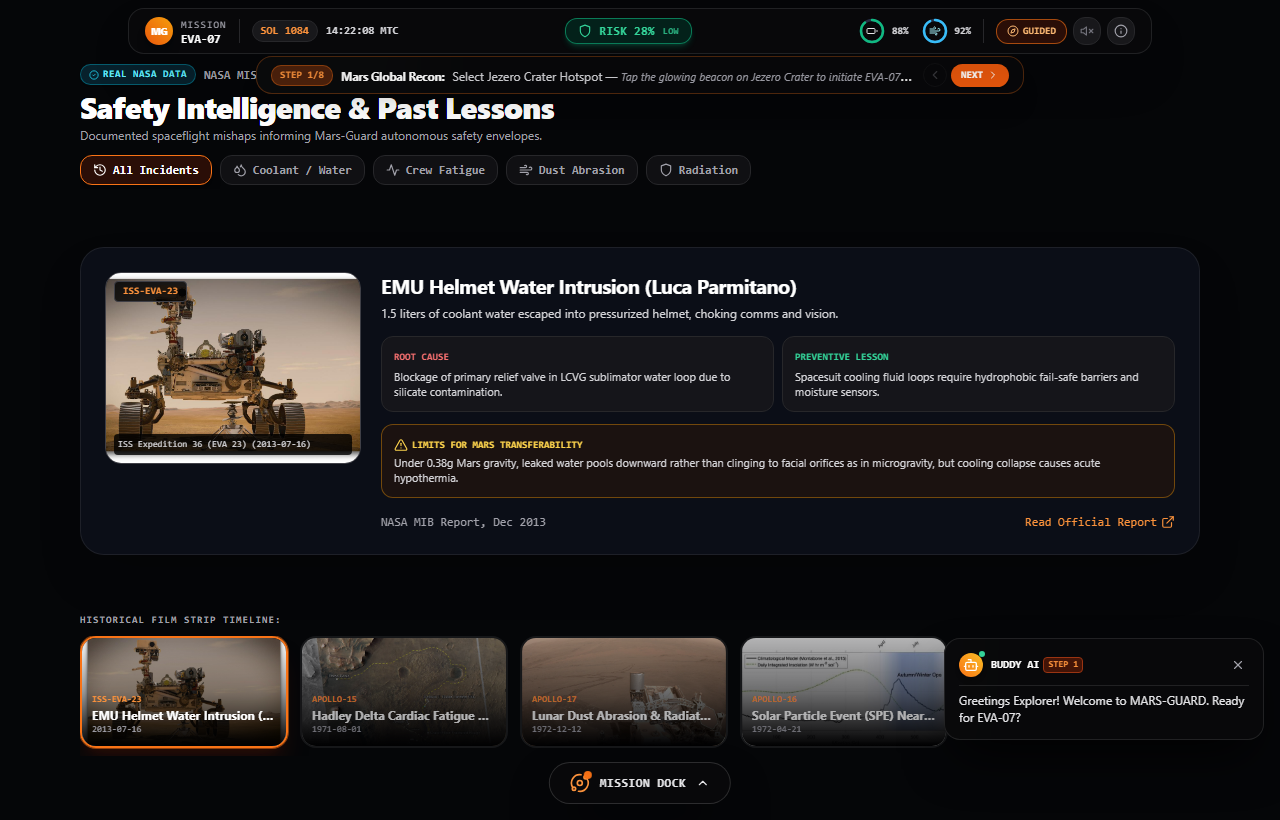 MG MISSION EVA-07 SOL 1084 14:22:08 MTC RISK 28% LOW 88% 92% GUIDED
REAL NASA DATA NASA MIS
STEP 1/8 Mars Global Recon: Select Jezero Crater Hotspot — Tap the glowing beacon on Jezero Crater to initiate EVA-07... NEXT
Safety Intelligence & Past Lessons
Documented spaceflight mishaps informing Mars-Guard autonomous safety envelopes.
All Incidents Coolant / Water Crew Fatigue Dust Abrasion Radiation
ISS-EVA-23
ISS Expedition 36 (EVA 23) (2013-07-16)
EMU Helmet Water Intrusion (Luca Parmitano)
1.5 liters of coolant water escaped into pressurized helmet, choking comms and vision.
ROOT CAUSE
Blockage of primary relief valve in LCVG sublimator water loop due to
silicate contamination.
PREVENTIVE LESSON
Spacesuit cooling fluid loops require hydrophobic fail-safe barriers and
moisture sensors.
LIMITS FOR MARS TRANSFERABILITY
Under 0.38g Mars gravity, leaked water pools downward rather than clinging to facial orifices as in microgravity, but cooling collapse causes acute
hypothermia.
NASA MIB Report, Dec 2013
Read Official Report
HISTORICAL FILM STRIP TIMELINE:
ISS-EVA-23
EMU Helmet Water Intrusion (...
2013-07-16
APOLLO-15
Hadley Delta Cardiac Fatigue ...
1971-08-01
APOLLO-17
Lunar Dust Abrasion & Radiat...
1972-12-12
Autumn/Winter Ops
APOLLO-16
Solar Particle Event (SPE) Near...
1972-04-21
BUDDY AI STEP 1
Greetings Explorer! Welcome to MARS-GUARD. Ready
for EVA-07?
MISSION DOCK